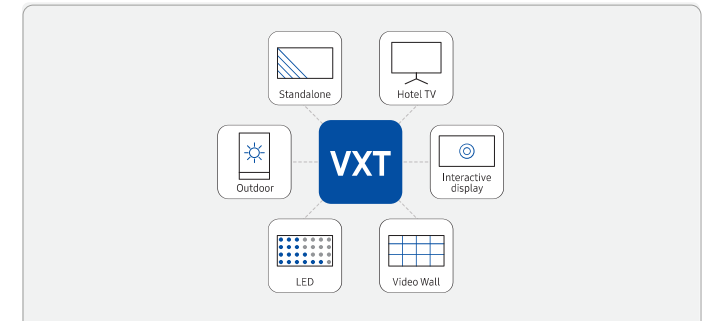 Standalone
Hotel TV
Outdoor
VXT
Interactive
display
LED
Video Wall